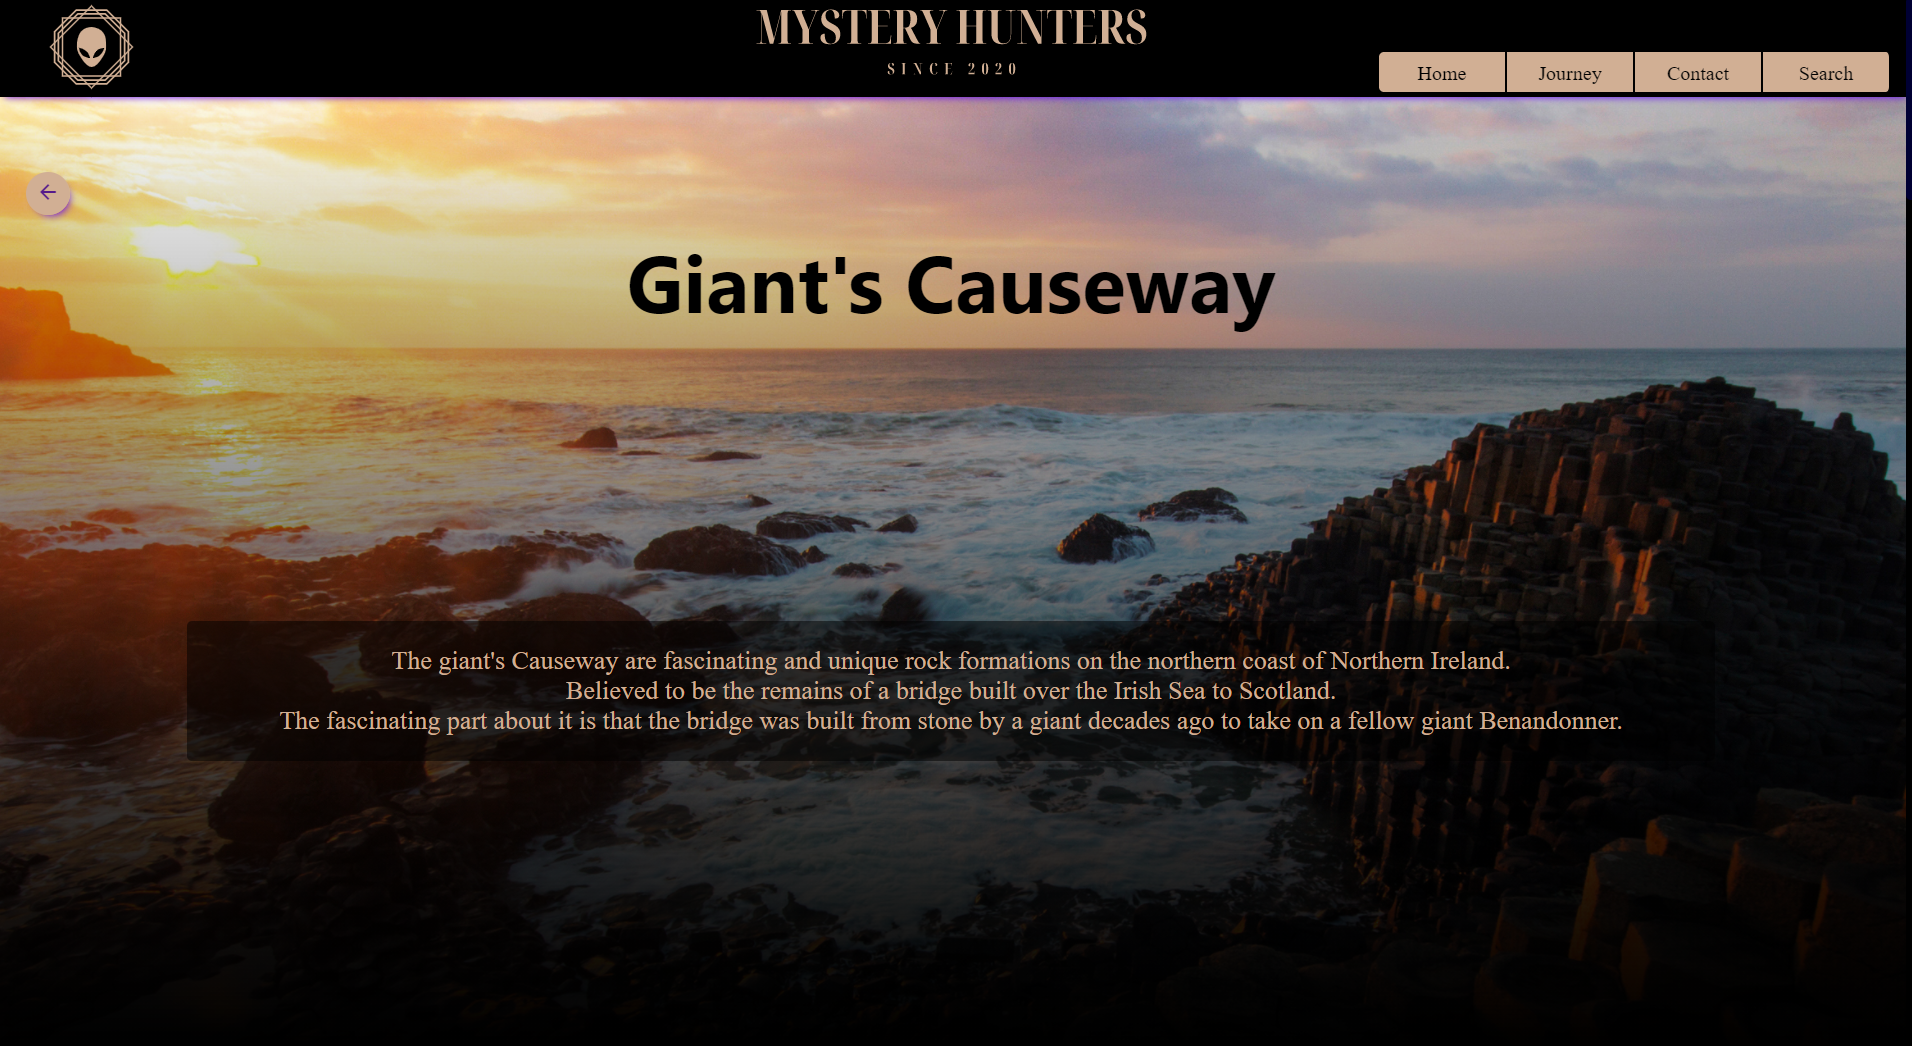 MYSTERY HUNTERS
SINCE 2020
Home Journey Contact Search
Giant's Causeway
The giant's Causeway are fascinating and unique rock formations on the northern coast of Northern Ireland.
Believed to be the remains of a bridge built over the Irish Sea to Scotland.
The fascinating part about it is that the bridge was built from stone by a giant decades ago to take on a fellow giant Benandonner.